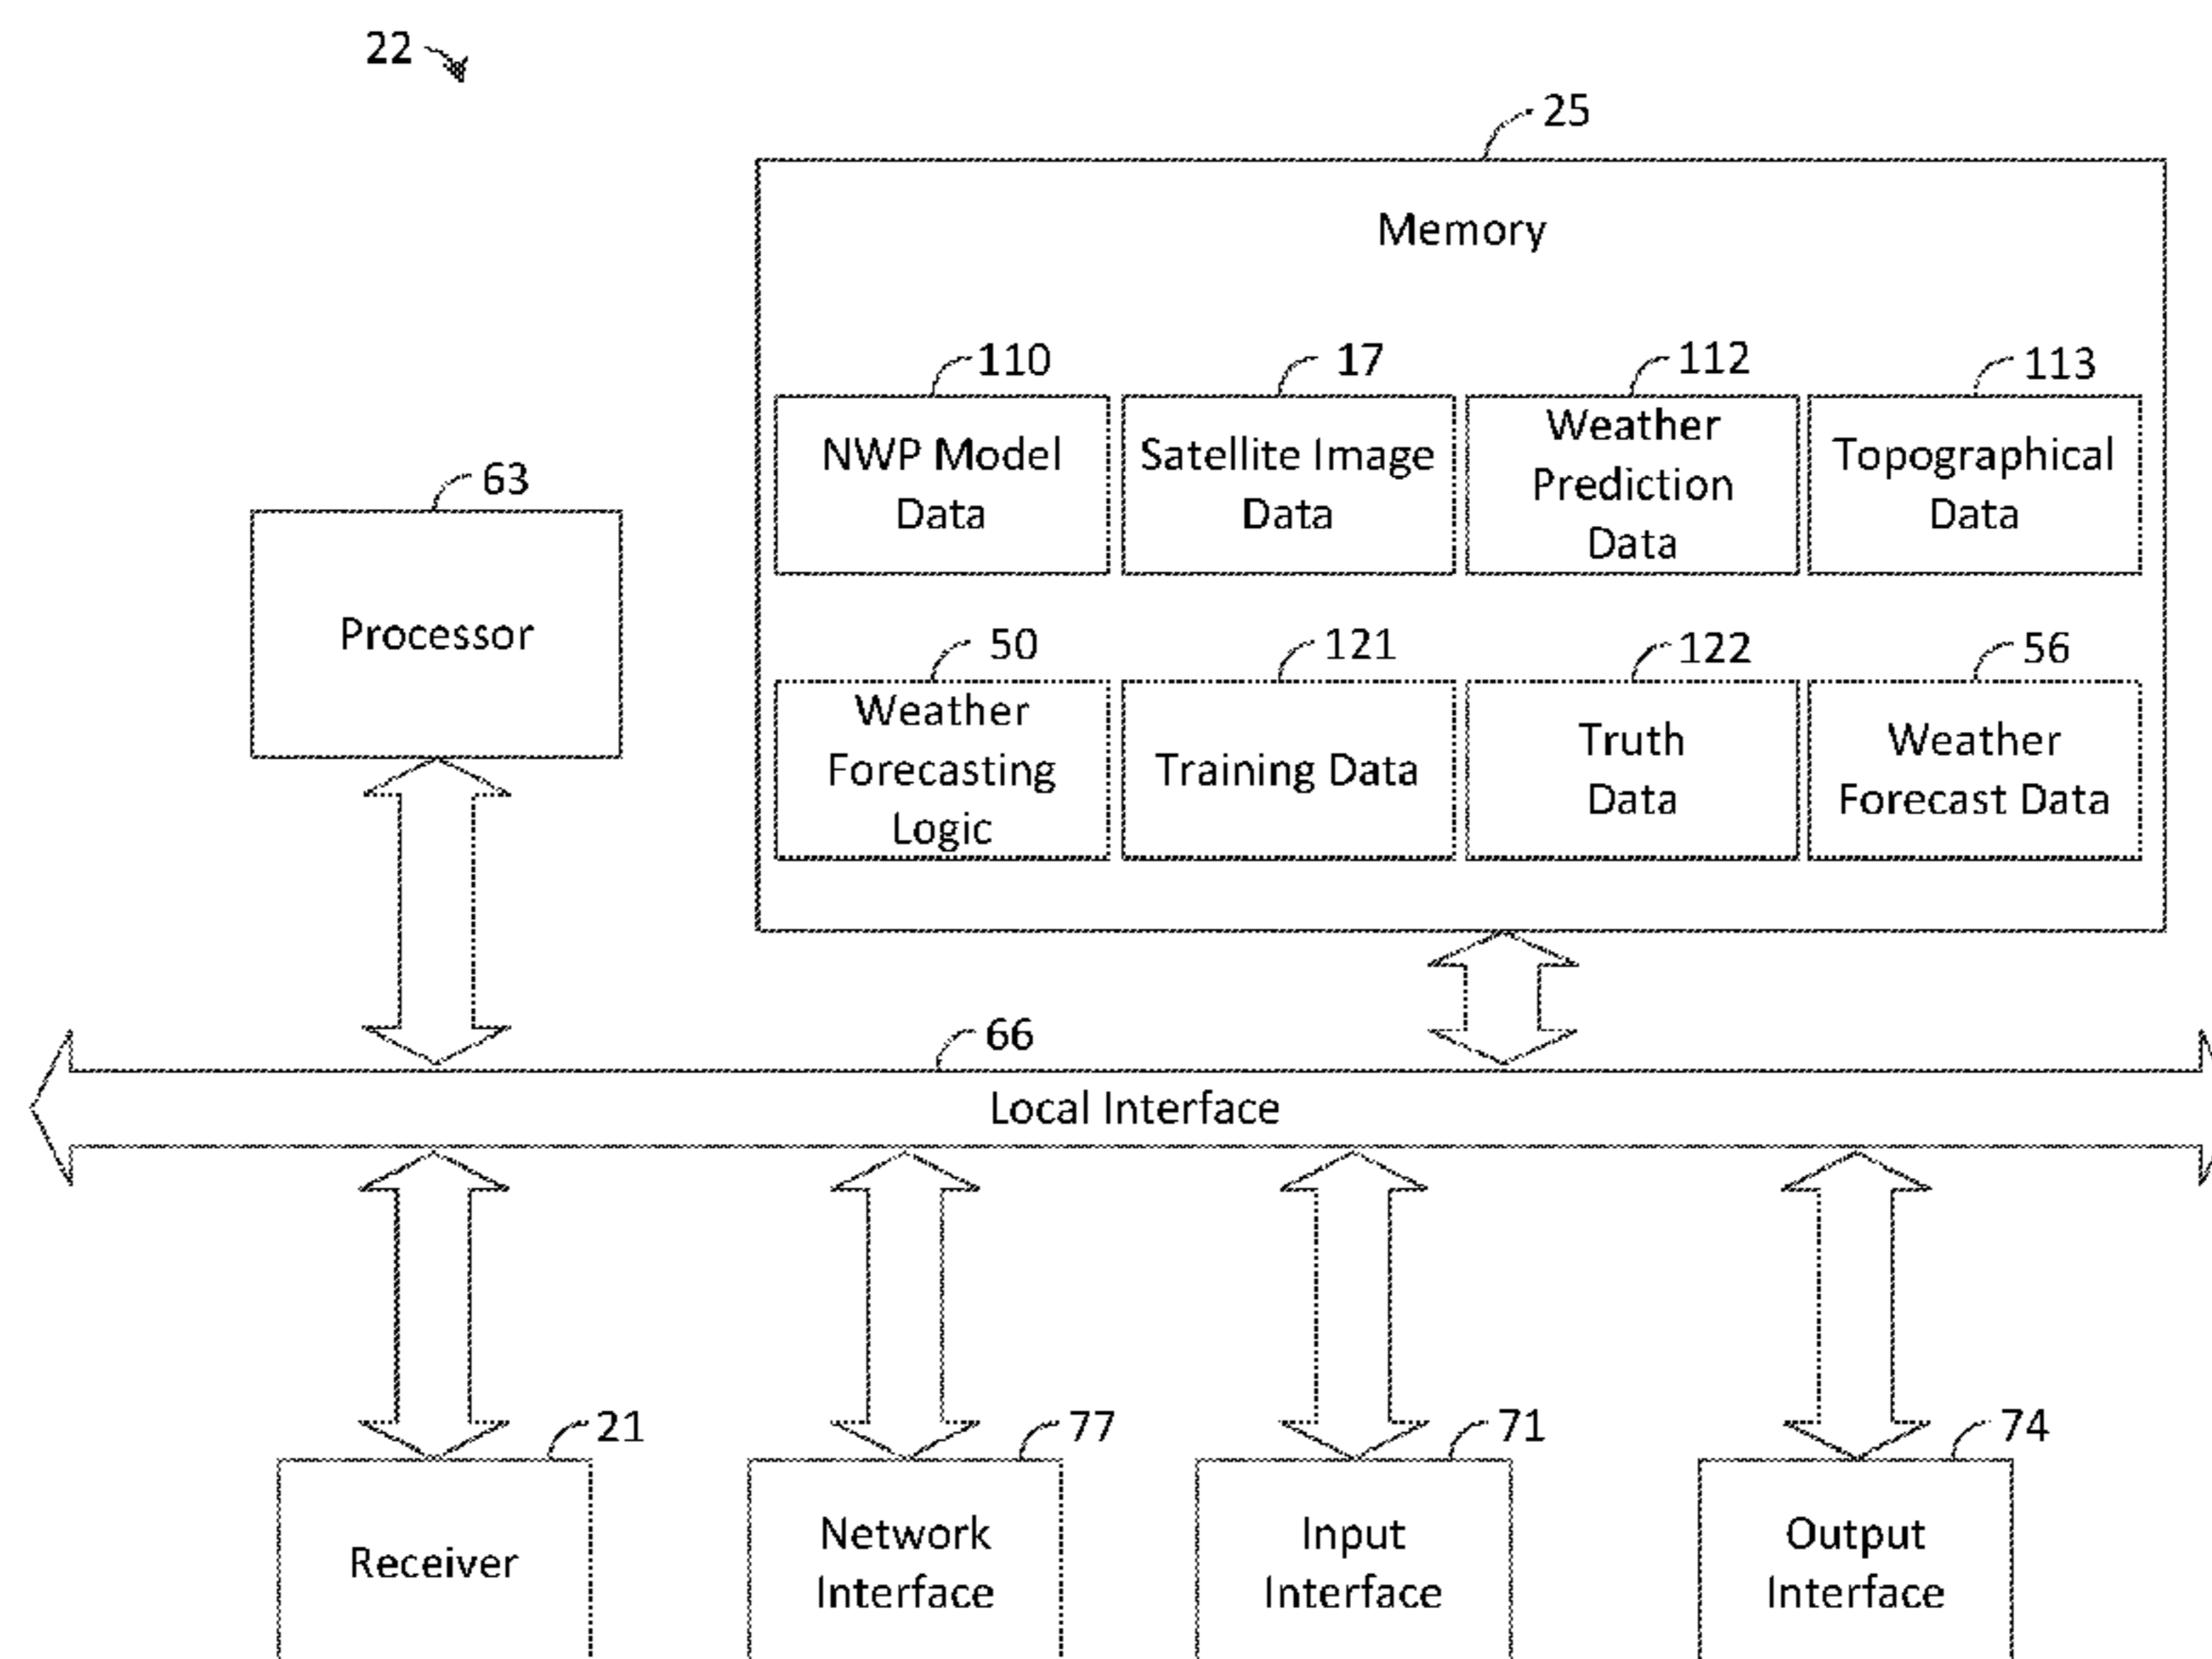 22
25
Memory
110
17
112
113
NWP Model
Data
Satellite Image
Data
Weather
Prediction
Data
Topographical
Data
63
Processor
50
121
122
56
Weather
Forecasting
Logic
Training Data
Truth
Data
Weather
Forecast Data
66
Local Interface
21
77
71
74
Receiver
Network
Interface
Input
Interface
Output
Interface